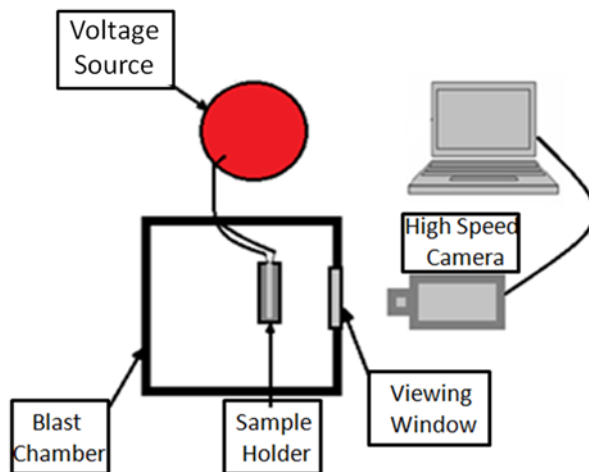 Voltage
Source
High Speed
Camera
Blast
Chamber
Sample
Holder
Viewing
Window